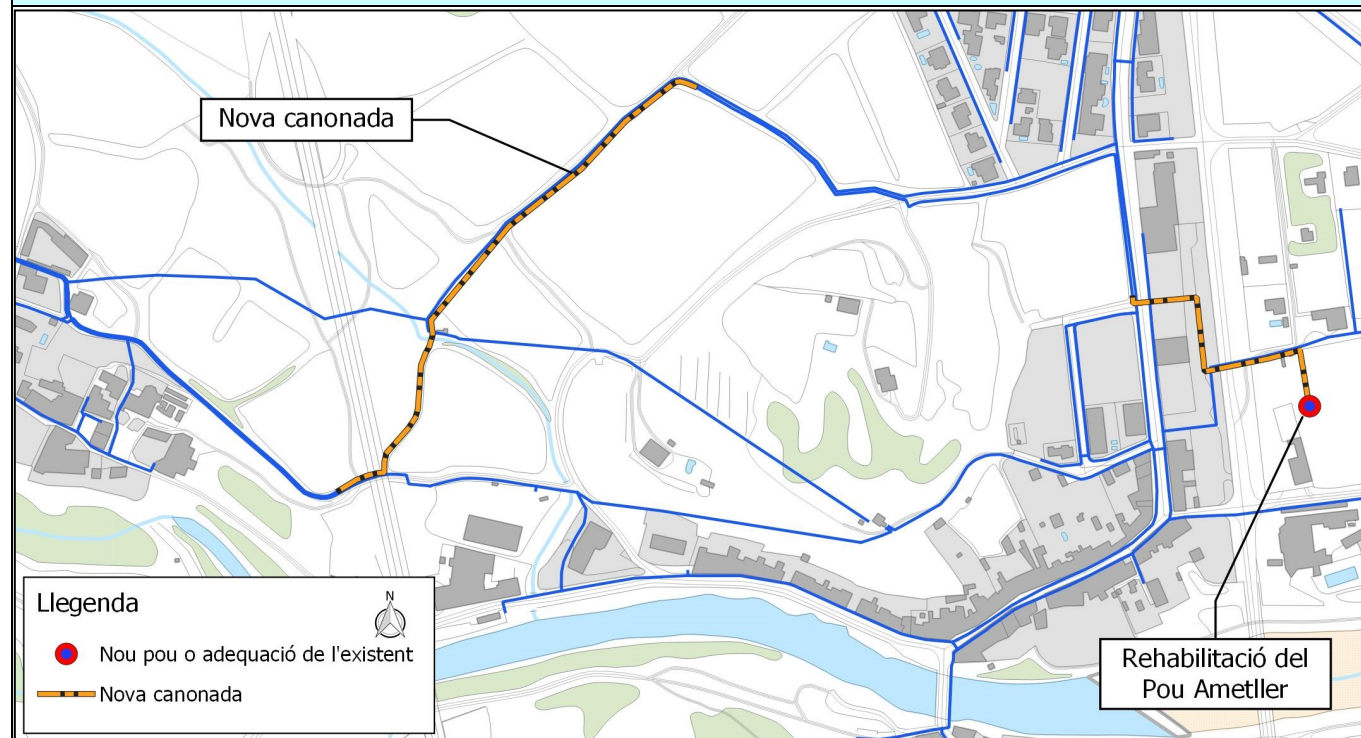 Nova canonada
Rehabilitació del
Pou Ametller
Llegenda
N
Nou pou o adequació de l'existent
Nova canonada